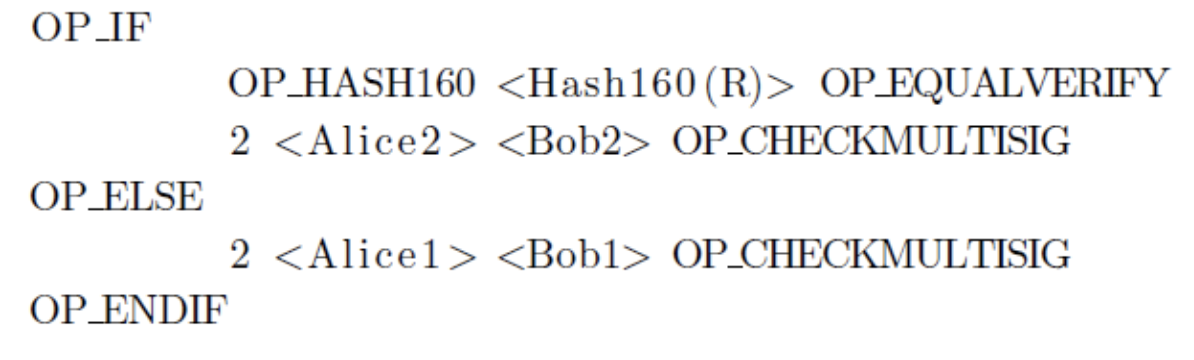 OP_IF
OP_HASH160 <Hash160(R)> OP_EQUALVERIFY
2 <Alice2> <Bob2> OP_CHECKMULTISIG
OP_ELSE
2 <Alice1> <Bob1> OP_CHECKMULTISIG
OP_ENDIF